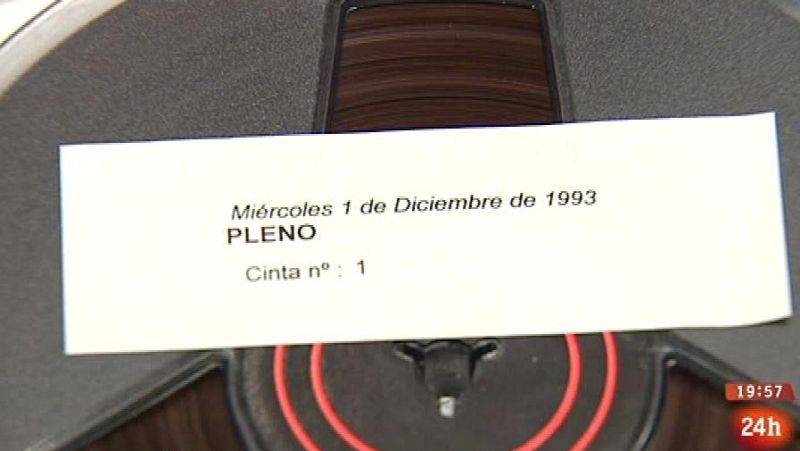 Miércoles 1 de Diciembre de 1993
PLENO
Cinta nº : 1
19:57
24h